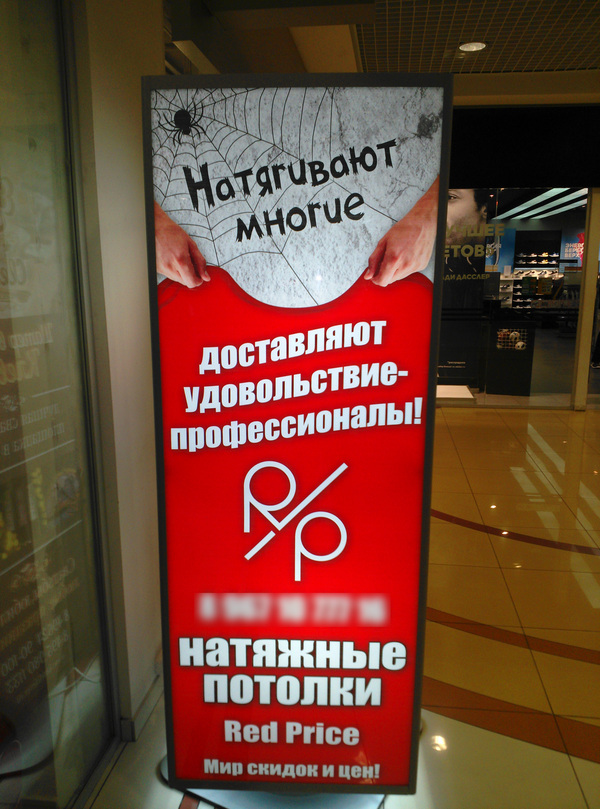 Натягивают
многие
доставляют
удовольствие-
профессионалы!
R/P
натяжные
потолки
Red Price
Мир скидок и цен!